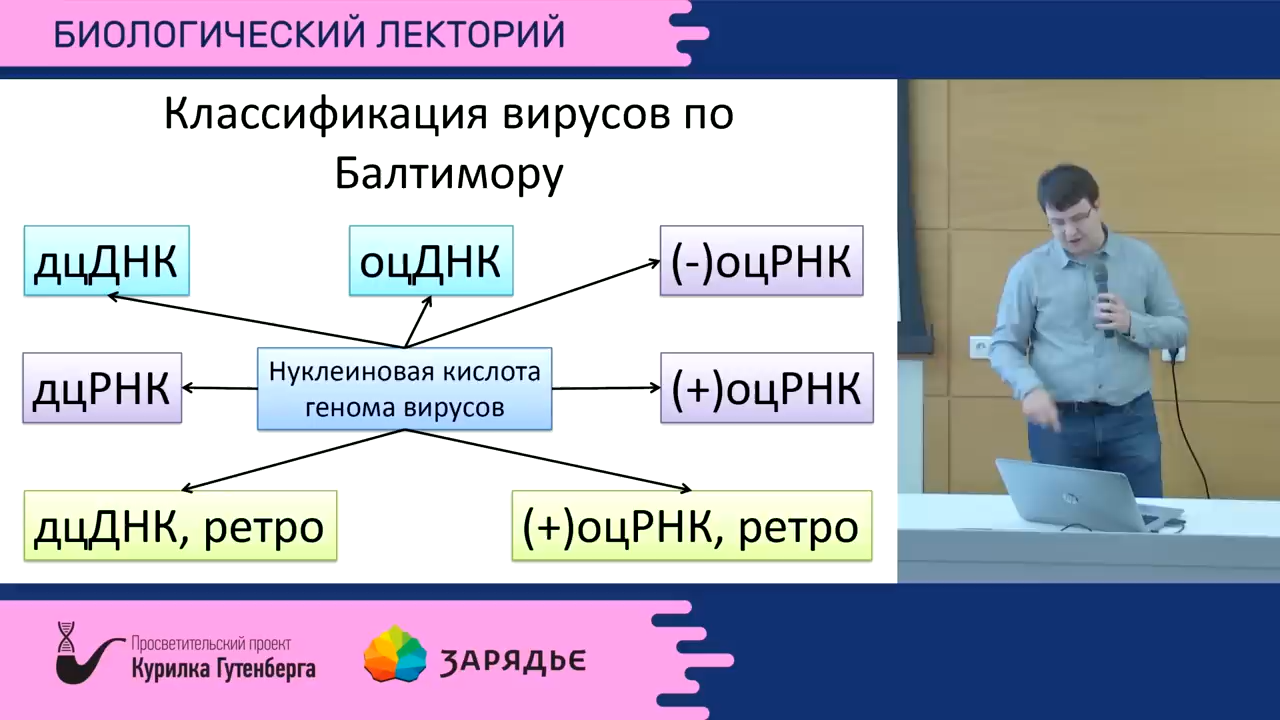 БИОЛОГИЧЕСКИЙ ЛЕКТОРИЙ
Классификация вирусов по
Балтимору
дцДНК
оцДНК
(-)оцРНК
дцРНК
Нуклеиновая кислота
генома вирусов
(+)оцРНК
дцДНК, ретро
(+)оцРНК, ретро
Просветительский проект
Курилка Гутенберга
ЗАРЯДЬЕ
hp